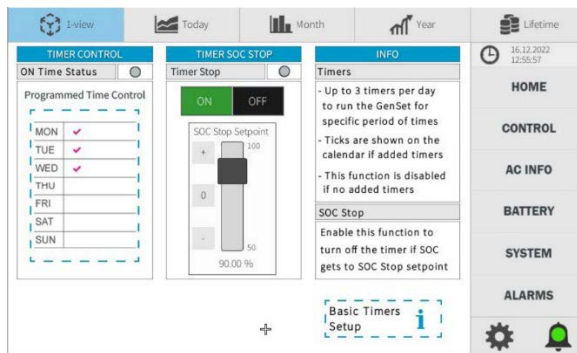 I-view
Today
Month
Year
Lifetime
TIMER CONTROL
ON Time Status
Programmed Time Control
MON
TUE
WED
THU
FRI
SAT
SUN
TIMER SOC STOP
Timer Stop
ON OFF
SOC Stop Setpoint
+
100
0
-
50
90.00 %
INFO
Timers
- Up to 3 timers per day
to run the GenSet for
specific period of times
- Ticks are shown on the
calendar if added timers
- This function is disabled
if no added timers
SOC Stop
Enable this function to
turn off the timer if SOC
gets to SOC Stop setpoint
Basic Timers
Setup
i
16.12.2022
12:55:57
HOME
CONTROL
AC INFO
BATTERY
SYSTEM
ALARMS